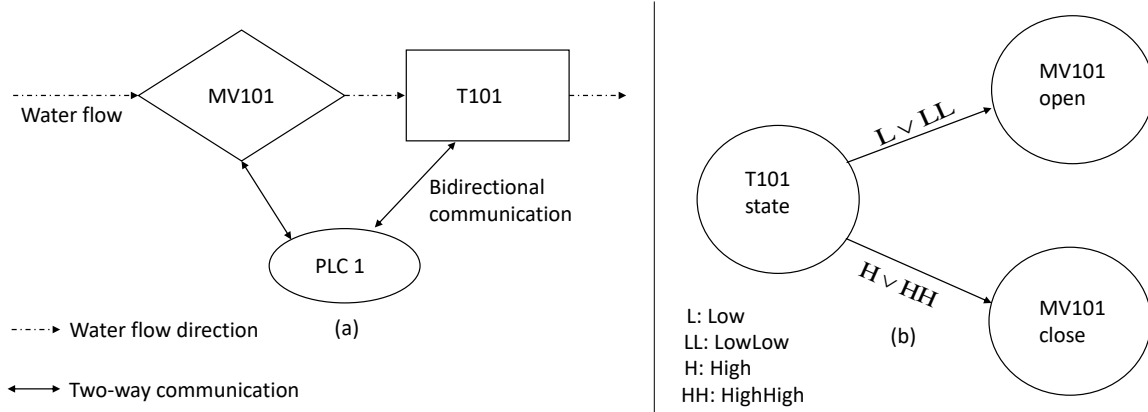 MV101
T101
Water flow
Bidirectional
communication
PLC 1
(a)
Water flow direction
Two-way communication
MV101
open
L ∨ LL
T101
state
H ∨ HH
MV101
close
(b)
L: Low
LL: LowLow
H: High
HH: HighHigh